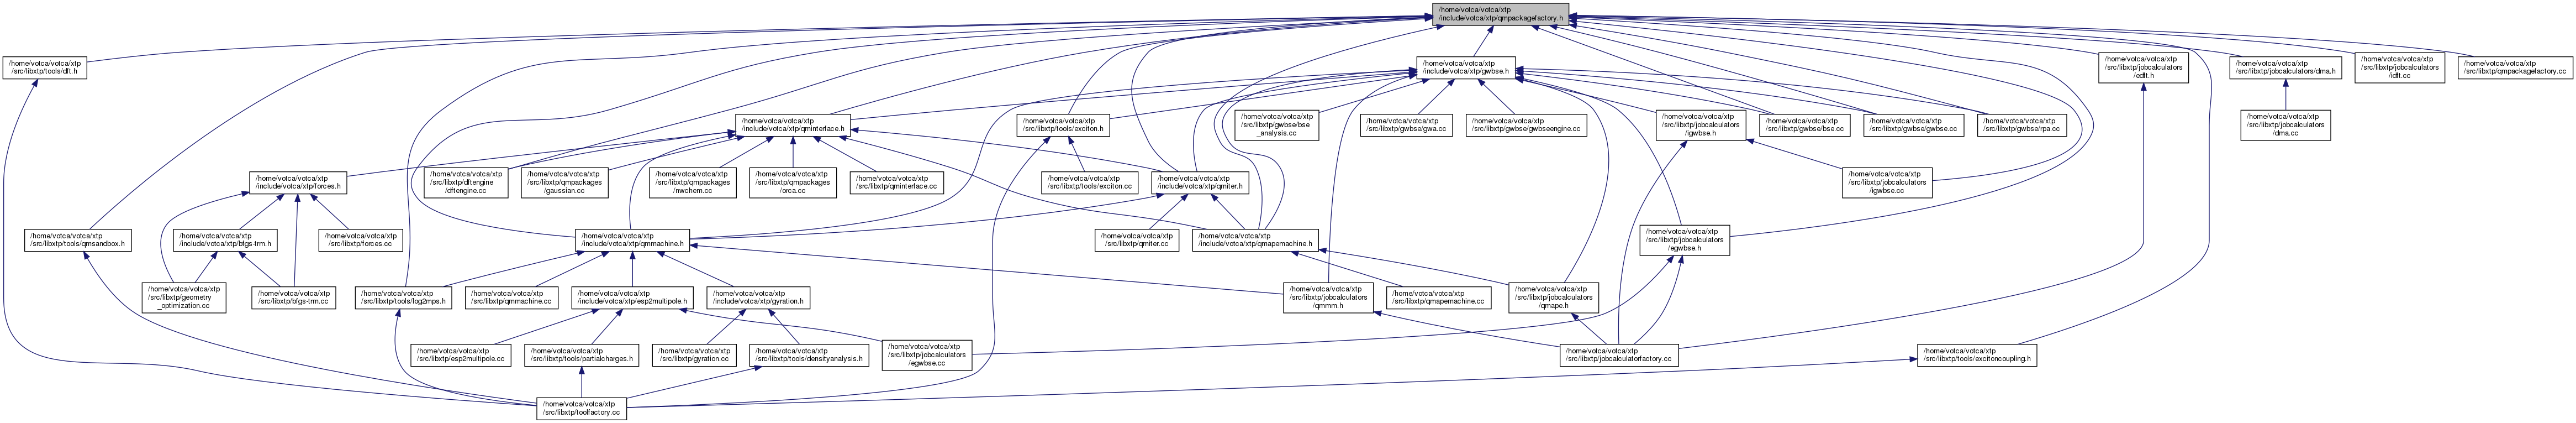 /home/votca/votca/xtp
/include/votca/xtp/qmpackagefactory.h
/home/votca/votca/xtp
/src/libxtp/tools/dft.h
/home/votca/votca/xtp
/include/votca/xtp/gwbse.h
/home/votca/votca/xtp
/src/libxtp/jobcalculators
/edft.h
/home/votca/votca/xtp
/src/libxtp/jobcalculators/dma.h
/home/votca/votca/xtp
/src/libxtp/jobcalculators
/idft.cc
/home/votca/votca/xtp
/src/libxtp/qmpackagefactory.cc
/home/votca/votca/xtp
/include/votca/xtp/qminterface.h
/home/votca/votca/xtp
/src/libxtp/tools/exciton.h
/home/votca/votca/xtp
/src/libxtp/gwbse/bse
_analysis.cc
/home/votca/votca/xtp
/src/libxtp/gwbse/gwa.cc
/home/votca/votca/xtp
/src/libxtp/gwbse/gwbseengine.cc
/home/votca/votca/xtp
/src/libxtp/jobcalculators
/igwbse.h
/home/votca/votca/xtp
/src/libxtp/gwbse/bse.cc
/home/votca/votca/xtp
/src/libxtp/gwbse/gwbse.cc
/home/votca/votca/xtp
/src/libxtp/gwbse/rpa.cc
/home/votca/votca/xtp
/src/libxtp/jobcalculators
/dma.cc
/home/votca/votca/xtp
/include/votca/xtp/forces.h
/home/votca/votca/xtp
/src/libxtp/dftengine
/dftengine.cc
/home/votca/votca/xtp
/src/libxtp/qmpackages
/gaussian.cc
/home/votca/votca/xtp
/src/libxtp/qmpackages
/nwchem.cc
/home/votca/votca/xtp
/src/libxtp/qmpackages
/orca.cc
/home/votca/votca/xtp
/src/libxtp/qminterface.cc
/home/votca/votca/xtp
/src/libxtp/tools/exciton.cc
/home/votca/votca/xtp
/include/votca/xtp/qmiter.h
/home/votca/votca/xtp
/src/libxtp/jobcalculators
/igwbse.cc
/home/votca/votca/xtp
/src/libxtp/tools/qmsandbox.h
/home/votca/votca/xtp
/include/votca/xtp/bfgs-trm.h
/home/votca/votca/xtp
/src/libxtp/forces.cc
/home/votca/votca/xtp
/include/votca/xtp/qmmachine.h
/home/votca/votca/xtp
/src/libxtp/qmiter.cc
/home/votca/votca/xtp
/include/votca/xtp/qmapemachine.h
/home/votca/votca/xtp
/src/libxtp/jobcalculators
/egwbse.h
/home/votca/votca/xtp
/src/libxtp/geometry
_optimization.cc
/home/votca/votca/xtp
/src/libxtp/bfgs-trm.cc
/home/votca/votca/xtp
/src/libxtp/tools/log2mps.h
/home/votca/votca/xtp
/src/libxtp/qmmachine.cc
/home/votca/votca/xtp
/include/votca/xtp/esp2multipole.h
/home/votca/votca/xtp
/include/votca/xtp/gyration.h
/home/votca/votca/xtp
/src/libxtp/jobcalculators
/qmmm.h
/home/votca/votca/xtp
/src/libxtp/qmapemachine.cc
/home/votca/votca/xtp
/src/libxtp/jobcalculators
/qmape.h
/home/votca/votca/xtp
/src/libxtp/esp2multipole.cc
/home/votca/votca/xtp
/src/libxtp/tools/partialcharges.h
/home/votca/votca/xtp
/src/libxtp/gyration.cc
/home/votca/votca/xtp
/src/libxtp/tools/densityanalysis.h
/home/votca/votca/xtp
/src/libxtp/jobcalculators
/egwbse.cc
/home/votca/votca/xtp
/src/libxtp/jobcalculatorfactory.cc
/home/votca/votca/xtp
/src/libxtp/tools/excitoncoupling.h
/home/votca/votca/xtp
/src/libxtp/toolfactory.cc